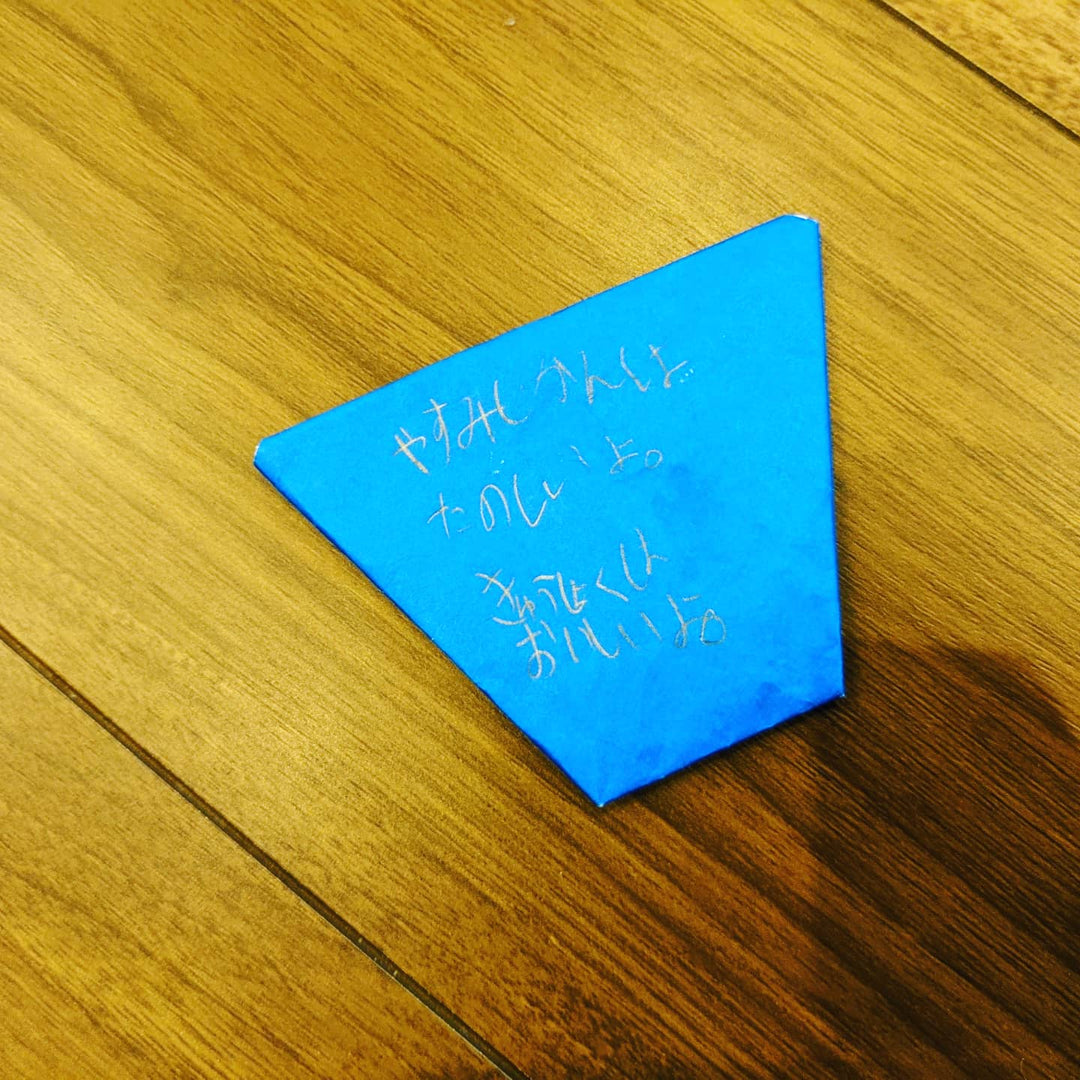 やすみじかんは
たのしいよ。
きゅうしょくは
おいしいよ。